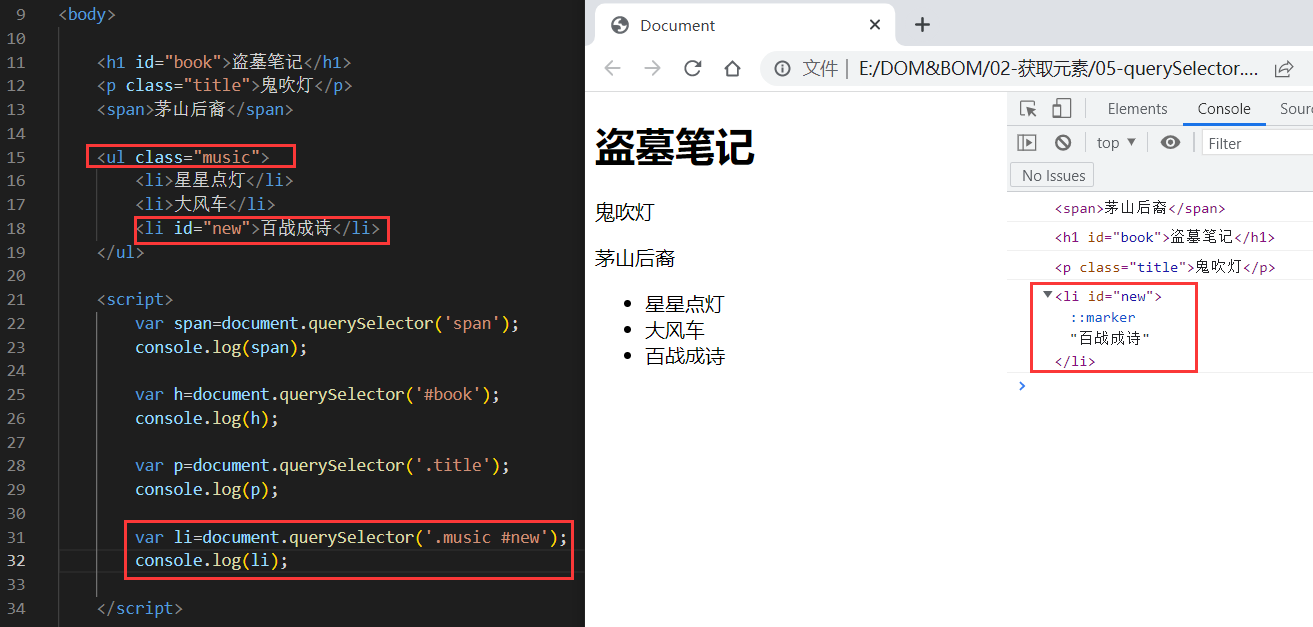 9 <body>
10
11 <h1 id="book">盗墓笔记</h1>
12 <p class="title">鬼吹灯</p>
13 <span>茅山后裔</span>
14
15 <ul class="music">
16 <li>星星点灯</li>
17 <li>大风车</li>
18 <li id="new">百战成诗</li>
19 </ul>
20
21 <script>
22 var span=document.querySelector('span');
23 console.log(span);
24
25 var h=document.querySelector('#book');
26 console.log(h);
27
28 var p=document.querySelector('.title');
29 console.log(p);
30
31 var li=document.querySelector('.music #new');
32 console.log(li);
33
34 </script>
Document
文件 | E:/DOM&BOM/02-获取元素/05-querySelector....
盗墓笔记
鬼吹灯
茅山后裔
• 星星点灯
• 大风车
• 百战成诗
Elements Console Sour
top Filter
No Issues
<span>茅山后裔</span>
<h1 id="book">盗墓笔记</h1>
<p class="title">鬼吹灯</p>
<li id="new">
::marker
"百战成诗"
</li>